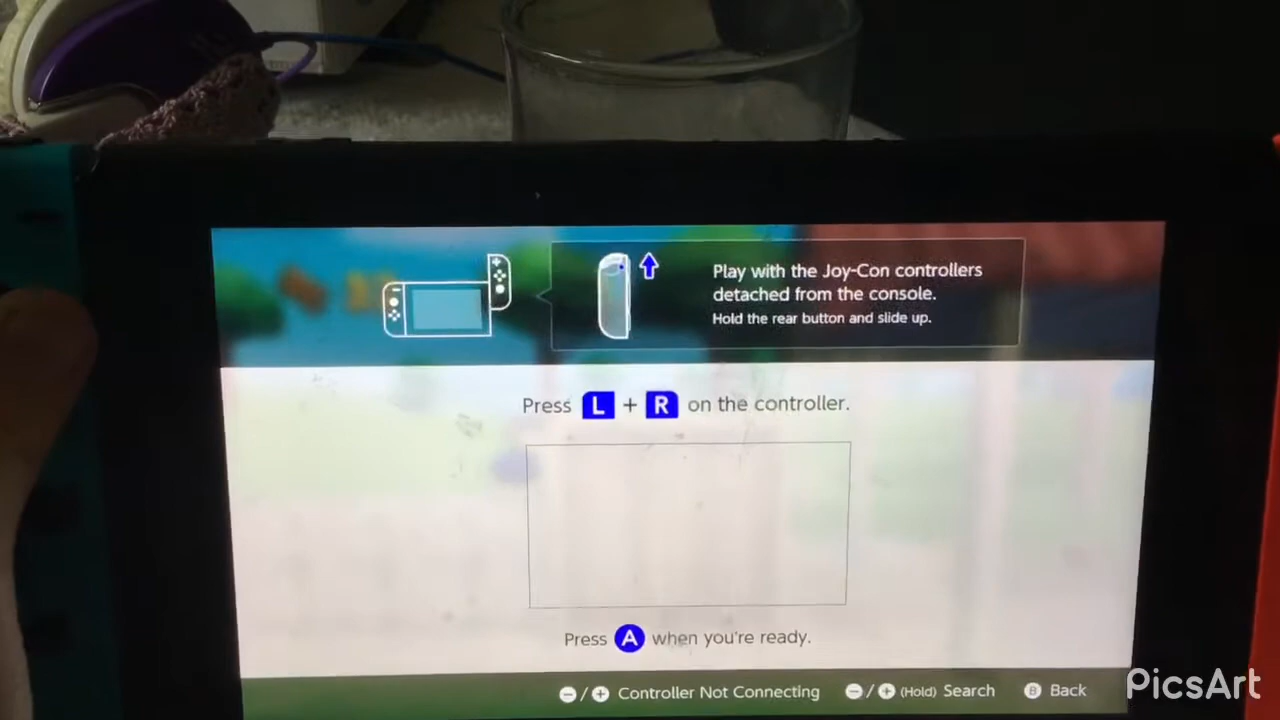 Play with the Joy-Con controllers
detached from the console.
Hold the rear button and slide up.
Press L + R on the controller.
Press A when you're ready.
−/+ Controller Not Connecting −/+ (Hold) Search B Back
PicsArt